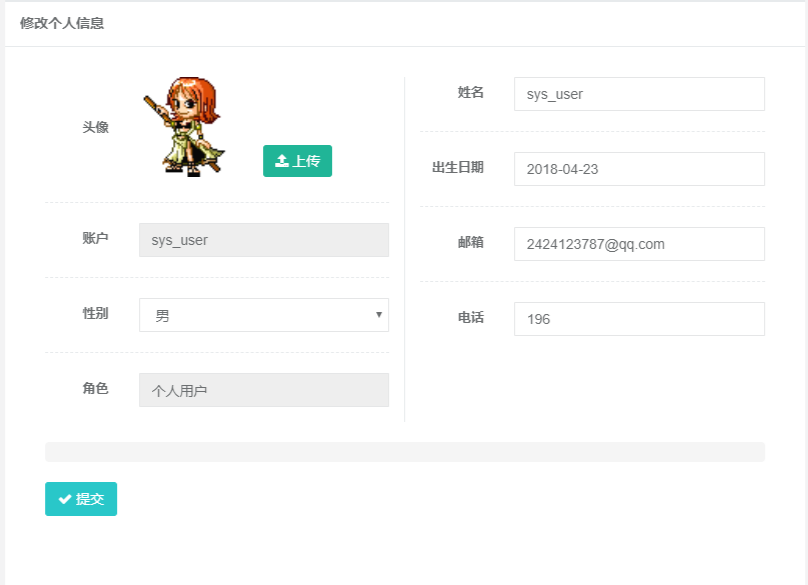 修改个人信息
头像
上传
账户
sys_user
性别
男
角色
个人用户
姓名
sys_user
出生日期
2018-04-23
邮箱
2424123787@qq.com
电话
196
提交